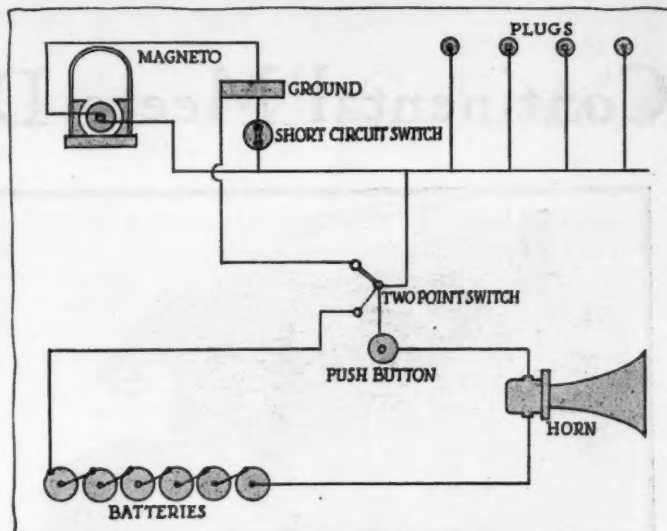 MAGNETO
PLUGS
GROUND
SHORT CIRCUIT SWITCH
TWO POINT SWITCH
PUSH BUTTON
HORN
BATTERIES